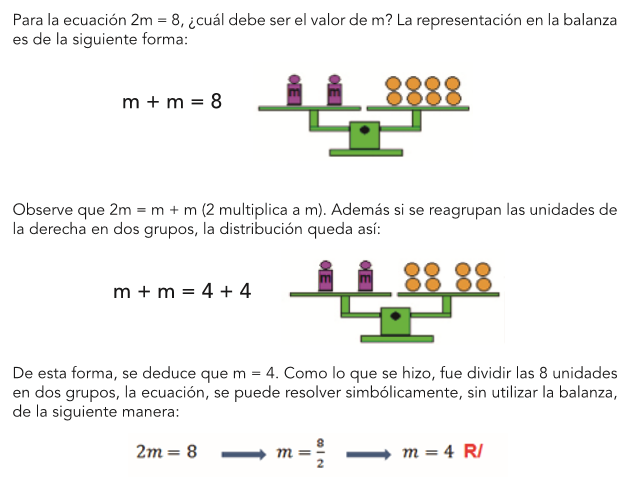 Para la ecuación 2m = 8, ¿cuál debe ser el valor de m? La representación en la balanza
es de la siguiente forma:
m + m = 8
m m
Observe que 2m = m + m (2 multiplica a m). Además si se reagrupan las unidades de
la derecha en dos grupos, la distribución queda así:
m + m = 4 + 4
m m
De esta forma, se deduce que m = 4. Como lo que se hizo, fue dividir las 8 unidades
en dos grupos, la ecuación, se puede resolver simbólicamente, sin utilizar la balanza,
de la siguiente manera:
2m = 8 → m = 8/2 → m = 4 R/